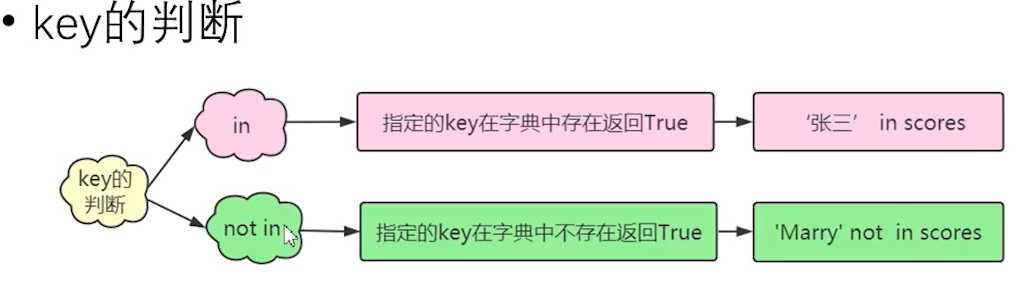 • key的判断
in
指定的key在字典中存在返回True
‘张三’ in scores
key的
判断
not in
指定的key在字典中不存在返回True
'Marry' not in scores